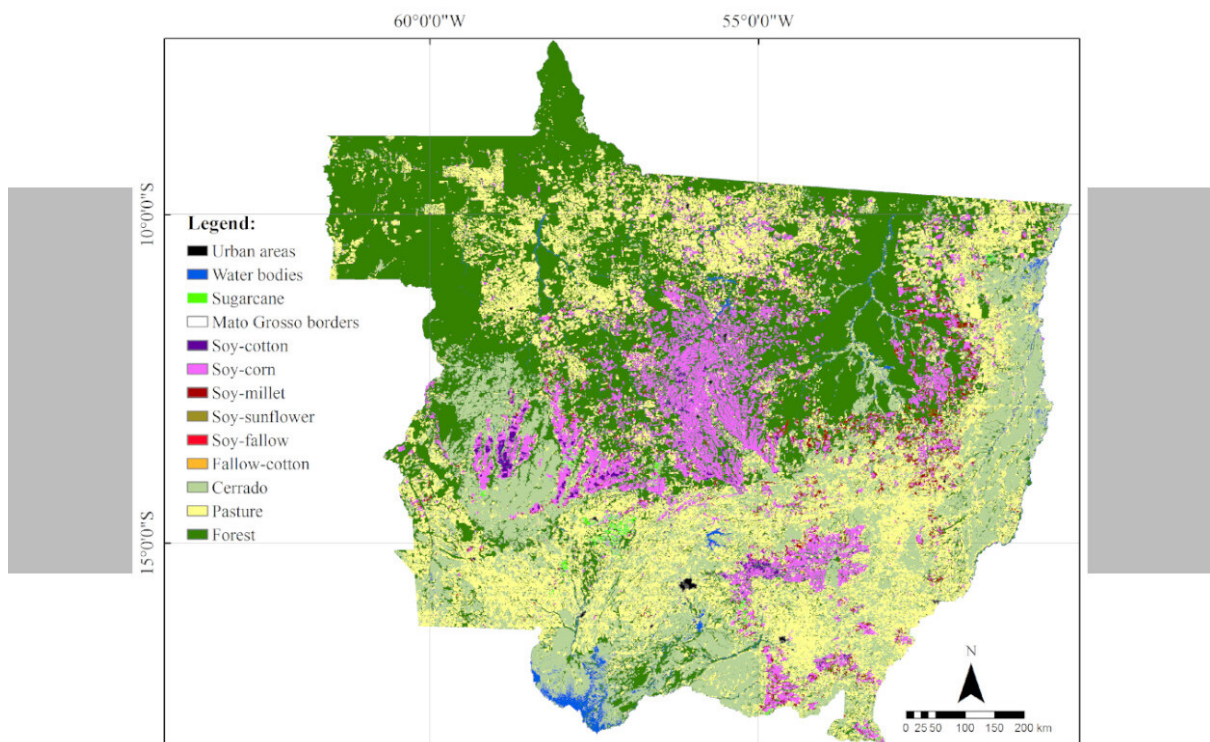 60°0'0"W
55°0'0"W
10°0'0"S
15°0'0"S
Legend:
Urban areas
Water bodies
Sugarcane
Mato Grosso borders
Soy-cotton
Soy-corn
Soy-millet
Soy-sunflower
Soy-fallow
Fallow-cotton
Cerrado
Pasture
Forest
N
0 25 50 100 150 200 km